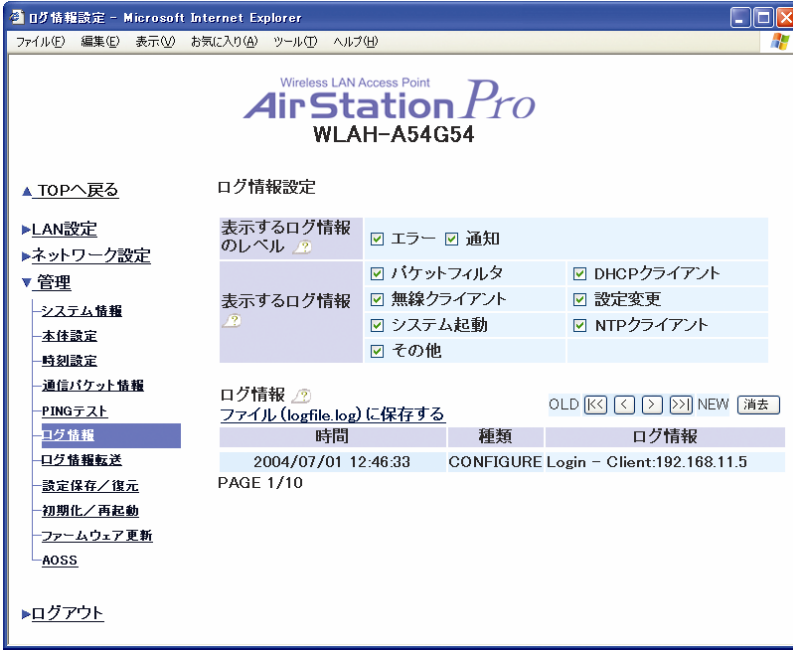 ログ情報設定 - Microsoft Internet Explorer
ファイル(F) 編集(E) 表示(V) お気に入り(A) ツール(T) ヘルプ(H)
Wireless LAN Access Point
AirStation Pro
WLAH-A54G54
▲ TOPへ戻る
▶LAN設定
▶ネットワーク設定
▼ 管理
システム情報
本体設定
時刻設定
通信パケット情報
PINGテスト
ログ情報
ログ情報転送
設定保存/復元
初期化/再起動
ファームウェア更新
AOSS
▶ログアウト
ログ情報設定
表示するログ情報
のレベル
エラー 通知
表示するログ情報
パケットフィルタ DHCPクライアント
無線クライアント 設定変更
システム起動 NTPクライアント
その他
ログ情報
ファイル(logfile.log)に保存する
OLD |<< < > >>| NEW 消去
時間 種類 ログ情報
2004/07/01 12:46:33 CONFIGURE Login - Client:192.168.11.5
PAGE 1/10